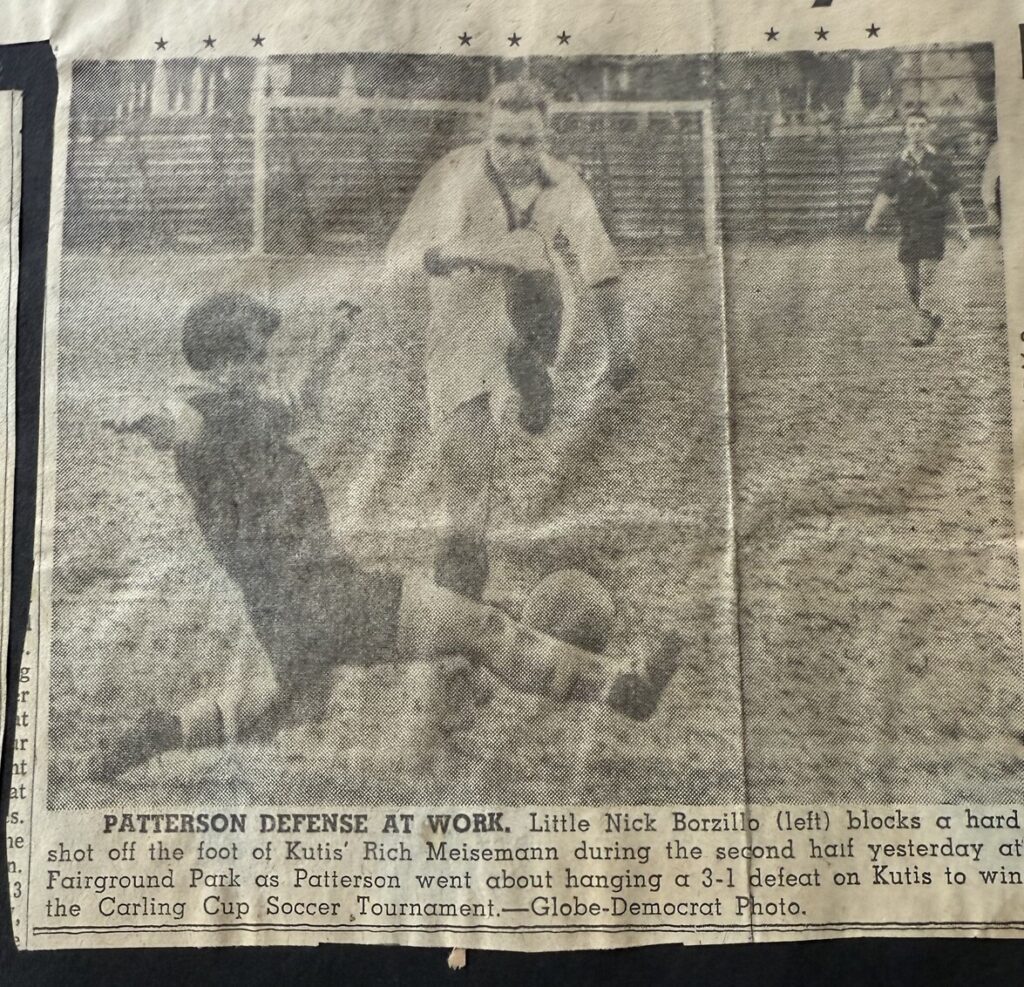 ★ ★ ★ ★ ★ ★ ★ ★ ★
PATTERSON DEFENSE AT WORK. Little Nick Borzillo (left) blocks a hard
shot off the foot of Kutis' Rich Meisemann during the second half yesterday at
Fairground Park as Patterson went about hanging a 3-1 defeat on Kutis to win
the Carling Cup Soccer Tournament.—Globe-Democrat Photo.